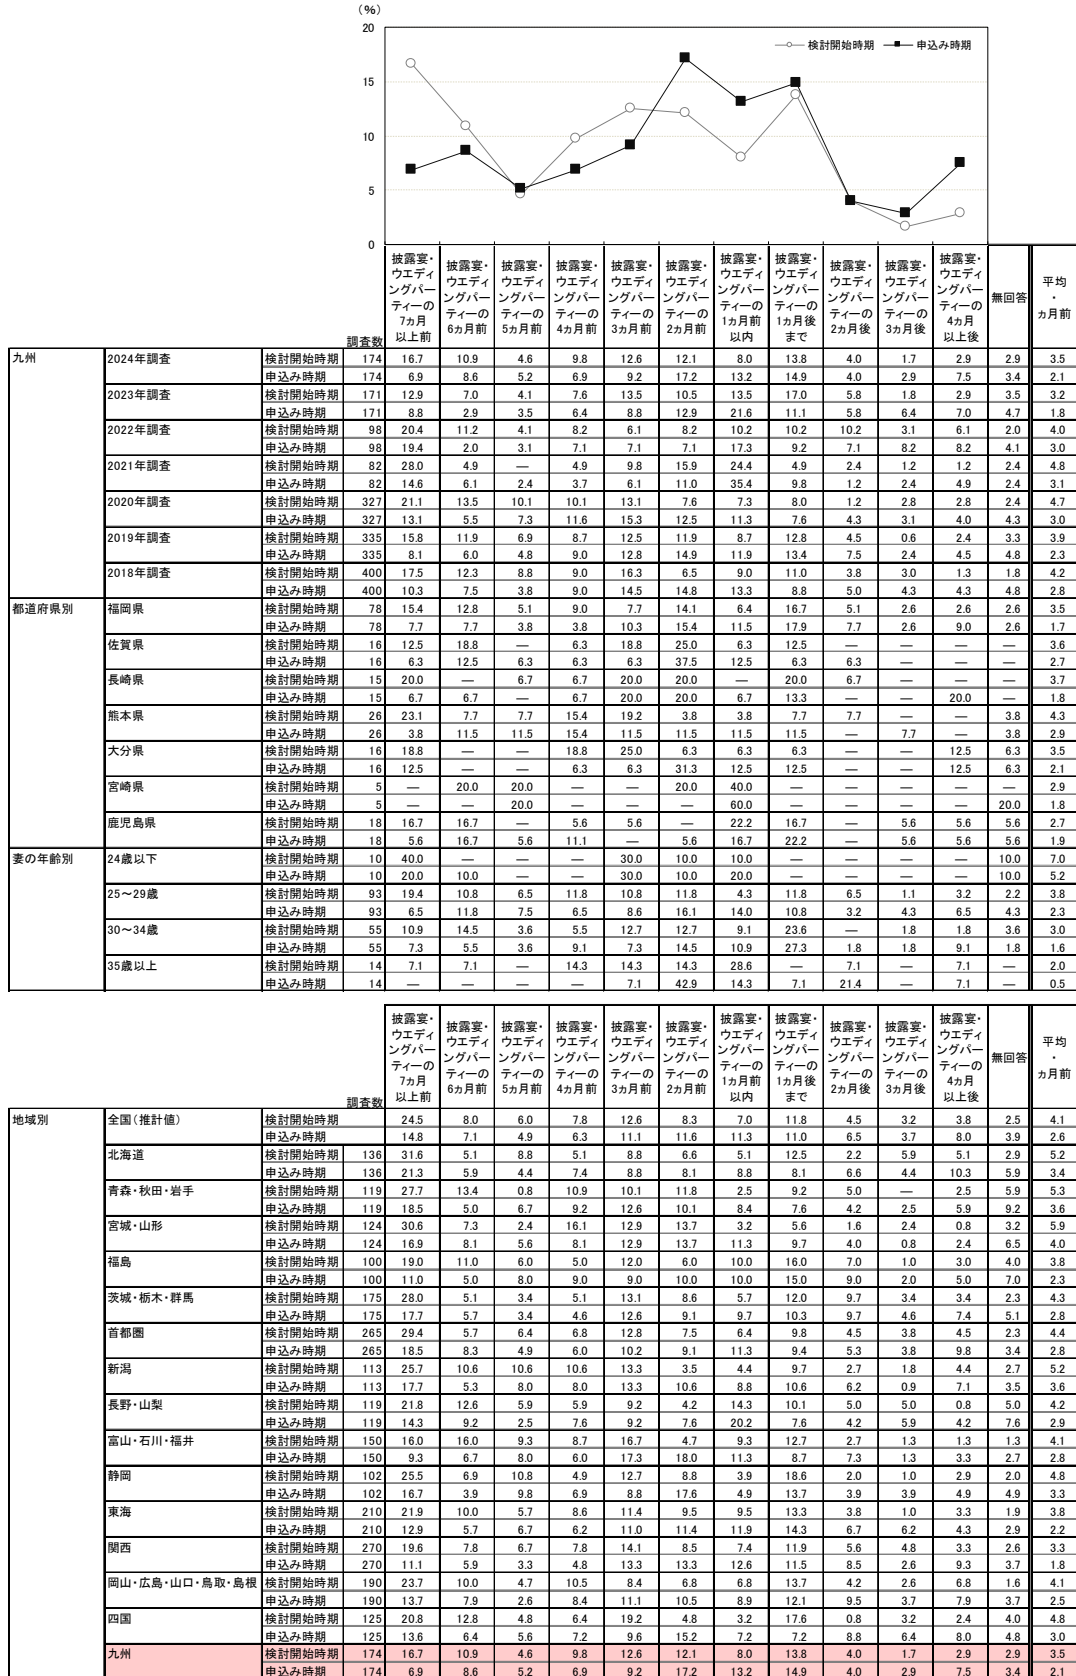 （%）
20
15
10
5
0
検討開始時期 申込み時期
調査数 披露宴・ウエディングパーティーの7ヵ月以上前 披露宴・ウエディングパーティーの6ヵ月前 披露宴・ウエディングパーティーの5ヵ月前 披露宴・ウエディングパーティーの4ヵ月前 披露宴・ウエディングパーティーの3ヵ月前 披露宴・ウエディングパーティーの2ヵ月前 披露宴・ウエディングパーティーの1ヵ月前以内 披露宴・ウエディングパーティーの1ヵ月後まで 披露宴・ウエディングパーティーの2ヵ月後 披露宴・ウエディングパーティーの3ヵ月後 披露宴・ウエディングパーティーの4ヵ月以上後 無回答 平均・ヵ月前
九州 2024年調査 検討開始時期 174 16.7 10.9 4.6 9.8 12.6 12.1 8.0 13.8 4.0 1.7 2.9 2.9 3.5
申込み時期 174 6.9 8.6 5.2 6.9 9.2 17.2 13.2 14.9 4.0 2.9 7.5 3.4 2.1
2023年調査 検討開始時期 171 12.9 7.0 4.1 7.6 13.5 10.5 13.5 17.0 5.8 1.8 2.9 3.5 3.2
申込み時期 171 8.8 2.9 3.5 6.4 8.8 12.9 21.6 11.1 5.8 6.4 7.0 4.7 1.8
2022年調査 検討開始時期 98 20.4 11.2 4.1 8.2 6.1 8.2 10.2 10.2 10.2 3.1 6.1 2.0 4.0
申込み時期 98 19.4 2.0 3.1 7.1 7.1 7.1 17.3 9.2 7.1 8.2 8.2 4.1 3.0
2021年調査 検討開始時期 82 28.0 4.9 — 4.9 9.8 15.9 24.4 4.9 2.4 1.2 1.2 2.4 4.8
申込み時期 82 14.6 6.1 2.4 3.7 6.1 11.0 35.4 9.8 1.2 2.4 4.9 2.4 3.1
2020年調査 検討開始時期 327 21.1 13.5 10.1 10.1 13.1 7.6 7.3 8.0 1.2 2.8 2.8 2.4 4.7
申込み時期 327 13.1 5.5 7.3 11.6 15.3 12.5 11.3 7.6 4.3 3.1 4.0 4.3 3.0
2019年調査 検討開始時期 335 15.8 11.9 6.9 8.7 12.5 11.9 8.7 12.8 4.5 0.6 2.4 3.3 3.9
申込み時期 335 8.1 6.0 4.8 9.0 12.8 14.9 11.9 13.4 7.5 2.4 4.5 4.8 2.3
2018年調査 検討開始時期 400 17.5 12.3 8.8 9.0 16.3 6.5 9.0 11.0 3.8 3.0 1.3 1.8 4.2
申込み時期 400 10.3 7.5 3.8 9.0 14.5 14.8 13.3 8.8 5.0 4.3 4.3 4.8 2.8
都道府県別 福岡県 検討開始時期 78 15.4 12.8 5.1 9.0 7.7 14.1 6.4 16.7 5.1 2.6 2.6 2.6 3.5
申込み時期 78 7.7 7.7 3.8 3.8 10.3 15.4 11.5 17.9 7.7 2.6 9.0 2.6 1.7
佐賀県 検討開始時期 16 12.5 18.8 — 6.3 18.8 25.0 6.3 12.5 — — — — 3.6
申込み時期 16 6.3 12.5 6.3 6.3 6.3 37.5 12.5 6.3 6.3 — — — 2.7
長崎県 検討開始時期 15 20.0 — 6.7 6.7 20.0 20.0 — 20.0 6.7 — — — 3.7
申込み時期 15 6.7 6.7 — 6.7 20.0 20.0 6.7 13.3 — — 20.0 — 1.8
熊本県 検討開始時期 26 23.1 7.7 7.7 15.4 19.2 3.8 3.8 7.7 7.7 — — 3.8 4.3
申込み時期 26 3.8 11.5 11.5 15.4 11.5 11.5 11.5 11.5 — 7.7 — 3.8 2.9
大分県 検討開始時期 16 18.8 — — 18.8 25.0 6.3 6.3 6.3 — — 12.5 6.3 3.5
申込み時期 16 12.5 — — 6.3 6.3 31.3 12.5 12.5 — — 12.5 6.3 2.1
宮崎県 検討開始時期 5 — 20.0 20.0 — — 20.0 40.0 — — — — — 2.9
申込み時期 5 — — 20.0 — — — 60.0 — — — — 20.0 1.8
鹿児島県 検討開始時期 18 16.7 16.7 — 5.6 5.6 — 22.2 16.7 — 5.6 5.6 5.6 2.7
申込み時期 18 5.6 16.7 5.6 11.1 — 5.6 16.7 22.2 — 5.6 5.6 5.6 1.9
妻の年齢別 24歳以下 検討開始時期 10 40.0 — — — 30.0 10.0 10.0 — — — — 10.0 7.0
申込み時期 10 20.0 10.0 — — 30.0 10.0 20.0 — — — — 10.0 5.2
25～29歳 検討開始時期 93 19.4 10.8 6.5 11.8 10.8 11.8 4.3 11.8 6.5 1.1 3.2 2.2 3.8
申込み時期 93 6.5 11.8 7.5 6.5 8.6 16.1 14.0 10.8 3.2 4.3 6.5 4.3 2.3
30～34歳 検討開始時期 55 10.9 14.5 3.6 5.5 12.7 12.7 9.1 23.6 — 1.8 1.8 3.6 3.0
申込み時期 55 7.3 5.5 3.6 9.1 7.3 14.5 10.9 27.3 1.8 1.8 9.1 1.8 1.6
35歳以上 検討開始時期 14 7.1 7.1 — 14.3 14.3 14.3 28.6 — 7.1 — 7.1 — 2.0
申込み時期 14 — — — — 7.1 42.9 14.3 7.1 21.4 — 7.1 — 0.5
調査数 披露宴・ウエディングパーティーの7ヵ月以上前 披露宴・ウエディングパーティーの6ヵ月前 披露宴・ウエディングパーティーの5ヵ月前 披露宴・ウエディングパーティーの4ヵ月前 披露宴・ウエディングパーティーの3ヵ月前 披露宴・ウエディングパーティーの2ヵ月前 披露宴・ウエディングパーティーの1ヵ月前以内 披露宴・ウエディングパーティーの1ヵ月後まで 披露宴・ウエディングパーティーの2ヵ月後 披露宴・ウエディングパーティーの3ヵ月後 披露宴・ウエディングパーティーの4ヵ月以上後 無回答 平均・ヵ月前
地域別 全国（推計値） 検討開始時期 24.5 8.0 6.0 7.8 12.6 8.3 7.0 11.8 4.5 3.2 3.8 2.5 4.1
申込み時期 14.8 7.1 4.9 6.3 11.1 11.6 11.3 11.0 6.5 3.7 8.0 3.9 2.6
北海道 検討開始時期 136 31.6 5.1 8.8 5.1 8.8 6.6 5.1 12.5 2.2 5.9 5.1 2.9 5.2
申込み時期 136 21.3 5.9 4.4 7.4 8.8 8.1 8.8 8.1 6.6 4.4 10.3 5.9 3.4
青森・秋田・岩手 検討開始時期 119 27.7 13.4 0.8 10.9 10.1 11.8 2.5 9.2 5.0 — 2.5 5.9 5.3
申込み時期 119 18.5 5.0 6.7 9.2 12.6 10.1 8.4 7.6 4.2 2.5 5.9 9.2 3.6
宮城・山形 検討開始時期 124 30.6 7.3 2.4 16.1 12.9 13.7 3.2 5.6 1.6 2.4 0.8 3.2 5.9
申込み時期 124 16.9 8.1 5.6 8.1 12.9 13.7 11.3 9.7 4.0 0.8 2.4 6.5 4.0
福島 検討開始時期 100 19.0 11.0 6.0 5.0 12.0 6.0 10.0 16.0 7.0 1.0 3.0 4.0 3.8
申込み時期 100 11.0 5.0 8.0 9.0 9.0 10.0 10.0 15.0 9.0 2.0 5.0 7.0 2.3
茨城・栃木・群馬 検討開始時期 175 28.0 5.1 3.4 5.1 13.1 8.6 5.7 12.0 9.7 3.4 3.4 2.3 4.3
申込み時期 175 17.7 5.7 3.4 4.6 12.6 9.1 9.7 10.3 9.7 4.6 7.4 5.1 2.8
首都圏 検討開始時期 265 29.4 5.7 6.4 6.8 12.8 7.5 6.4 9.8 4.5 3.8 4.5 2.3 4.4
申込み時期 265 18.5 8.3 4.9 6.0 10.2 9.1 11.3 9.4 5.3 3.8 9.8 3.4 2.8
新潟 検討開始時期 113 25.7 10.6 10.6 10.6 13.3 3.5 4.4 9.7 2.7 1.8 4.4 2.7 5.2
申込み時期 113 17.7 5.3 8.0 8.0 13.3 10.6 8.8 10.6 6.2 0.9 7.1 3.5 3.6
長野・山梨 検討開始時期 119 21.8 12.6 5.9 5.9 9.2 4.2 14.3 10.1 5.0 5.0 0.8 5.0 4.2
申込み時期 119 14.3 9.2 2.5 7.6 9.2 7.6 20.2 7.6 4.2 5.9 4.2 7.6 2.9
富山・石川・福井 検討開始時期 150 16.0 16.0 9.3 8.7 16.7 4.7 9.3 12.7 2.7 1.3 1.3 1.3 4.1
申込み時期 150 9.3 6.7 8.0 6.0 17.3 18.0 11.3 8.7 7.3 1.3 3.3 2.7 2.8
静岡 検討開始時期 102 25.5 6.9 10.8 4.9 12.7 8.8 3.9 18.6 2.0 1.0 2.9 2.0 4.8
申込み時期 102 16.7 3.9 9.8 6.9 8.8 17.6 4.9 13.7 3.9 3.9 4.9 4.9 3.3
東海 検討開始時期 210 21.9 10.0 5.7 8.6 11.4 9.5 9.5 13.3 3.8 1.0 3.3 1.9 3.8
申込み時期 210 12.9 5.7 6.7 6.2 11.0 11.4 11.9 14.3 6.7 6.2 4.3 2.9 2.2
関西 検討開始時期 270 19.6 7.8 6.7 7.8 14.1 8.5 7.4 11.9 5.6 4.8 3.3 2.6 3.3
申込み時期 270 11.1 5.9 3.3 4.8 13.3 13.3 12.6 11.5 8.5 2.6 9.3 3.7 1.8
岡山・広島・山口・鳥取・島根 検討開始時期 190 23.7 10.0 4.7 10.5 8.4 6.8 6.8 13.7 4.2 2.6 6.8 1.6 4.1
申込み時期 190 13.7 7.9 2.6 8.4 11.1 10.5 8.9 12.1 9.5 3.7 7.9 3.7 2.5
四国 検討開始時期 125 20.8 12.8 4.8 6.4 19.2 4.8 3.2 17.6 0.8 3.2 2.4 4.0 4.8
申込み時期 125 13.6 6.4 5.6 7.2 9.6 15.2 7.2 7.2 8.8 6.4 8.0 4.8 3.0
九州 検討開始時期 174 16.7 10.9 4.6 9.8 12.6 12.1 8.0 13.8 4.0 1.7 2.9 2.9 3.5
申込み時期 174 6.9 8.6 5.2 6.9 9.2 17.2 13.2 14.9 4.0 2.9 7.5 3.4 2.1